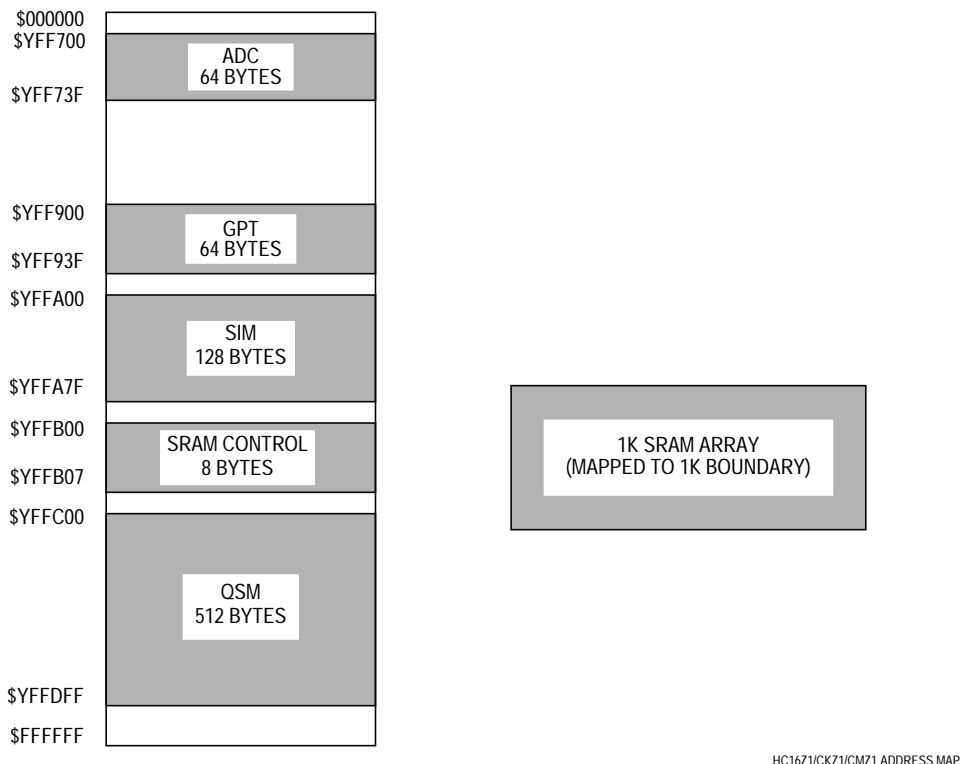 $000000
$YFF700
ADC
64 BYTES
$YFF73F
$YFF900
GPT
64 BYTES
$YFF93F
$YFFA00
SIM
128 BYTES
$YFFA7F
$YFFB00
SRAM CONTROL
8 BYTES
$YFFB07
1K SRAM ARRAY
(MAPPED TO 1K BOUNDARY)
$YFFC00
QSM
512 BYTES
$YFFDFF
$FFFFFF
HC16Z1/CKZ1/CMZ1 ADDRESS MAP